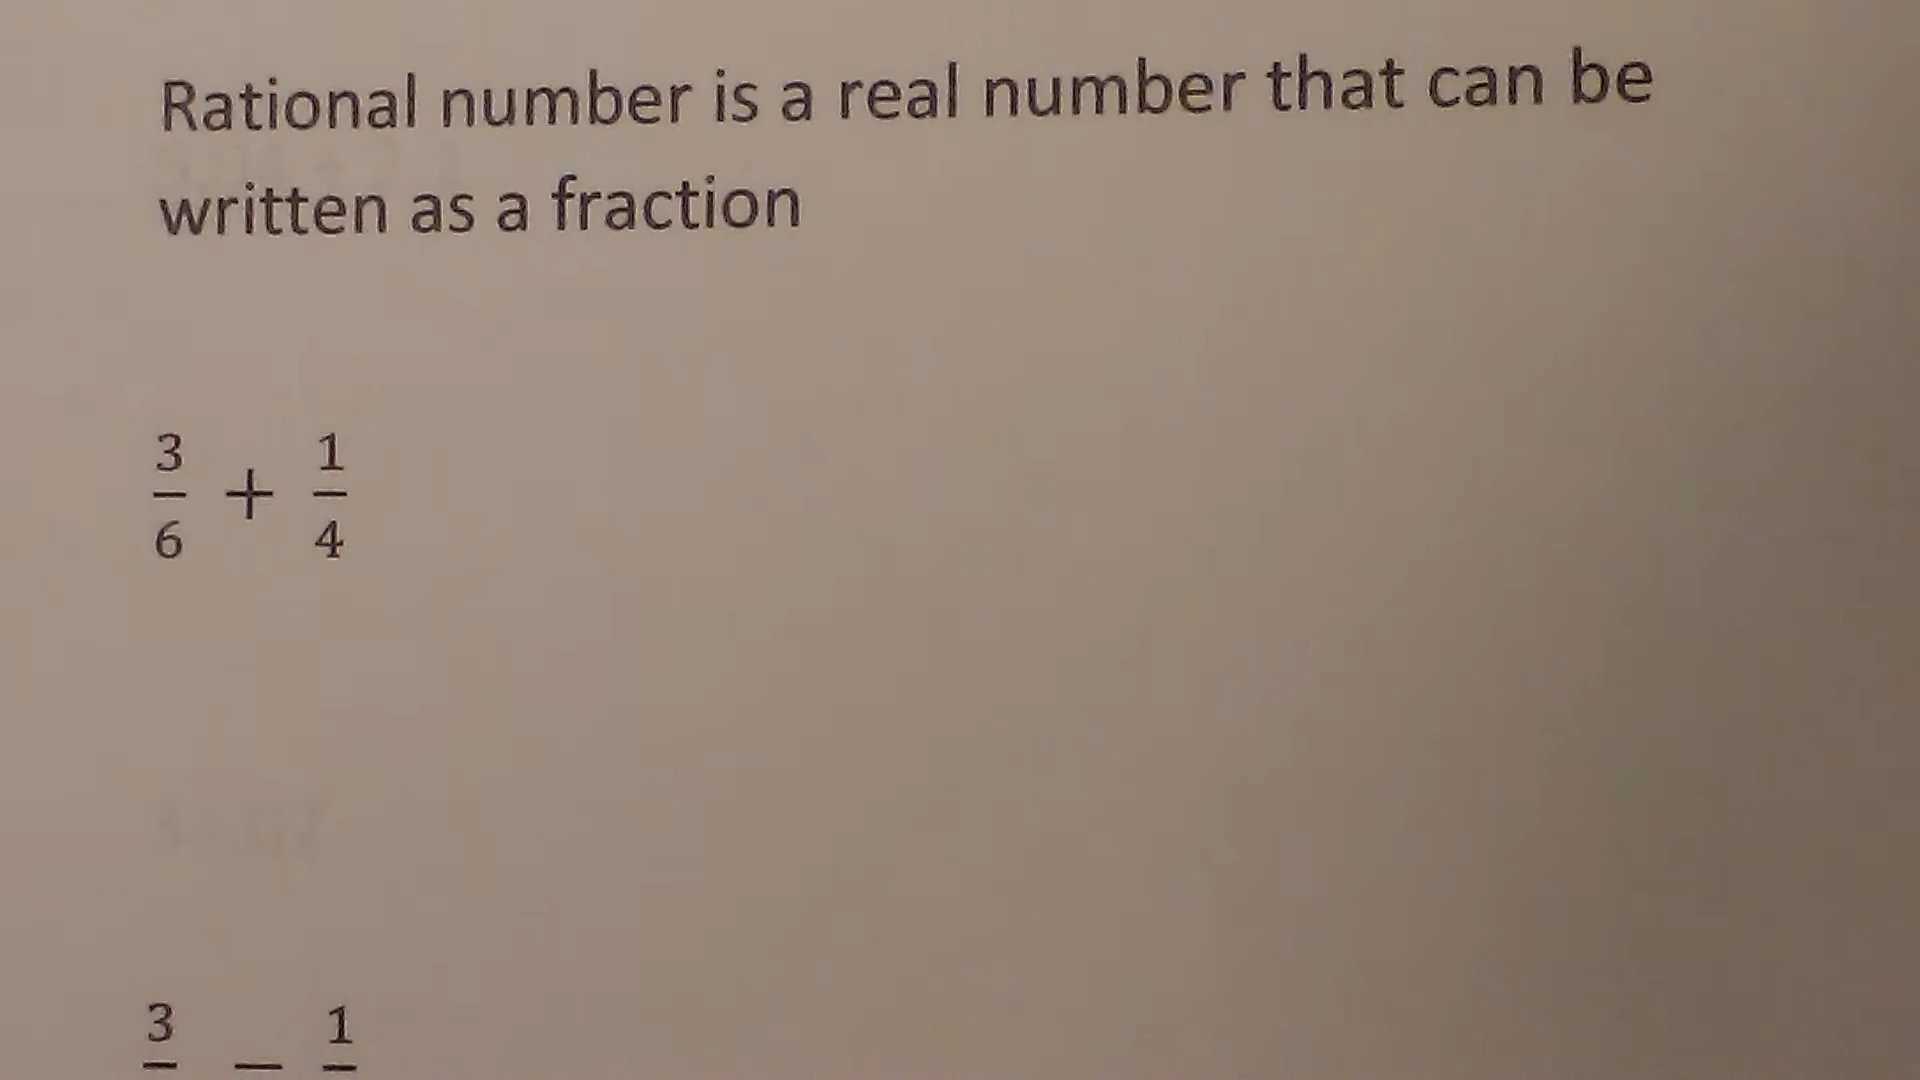 Rational number is a real number that can be
written as a fraction
3/6 + 1/4
3/ − 1/